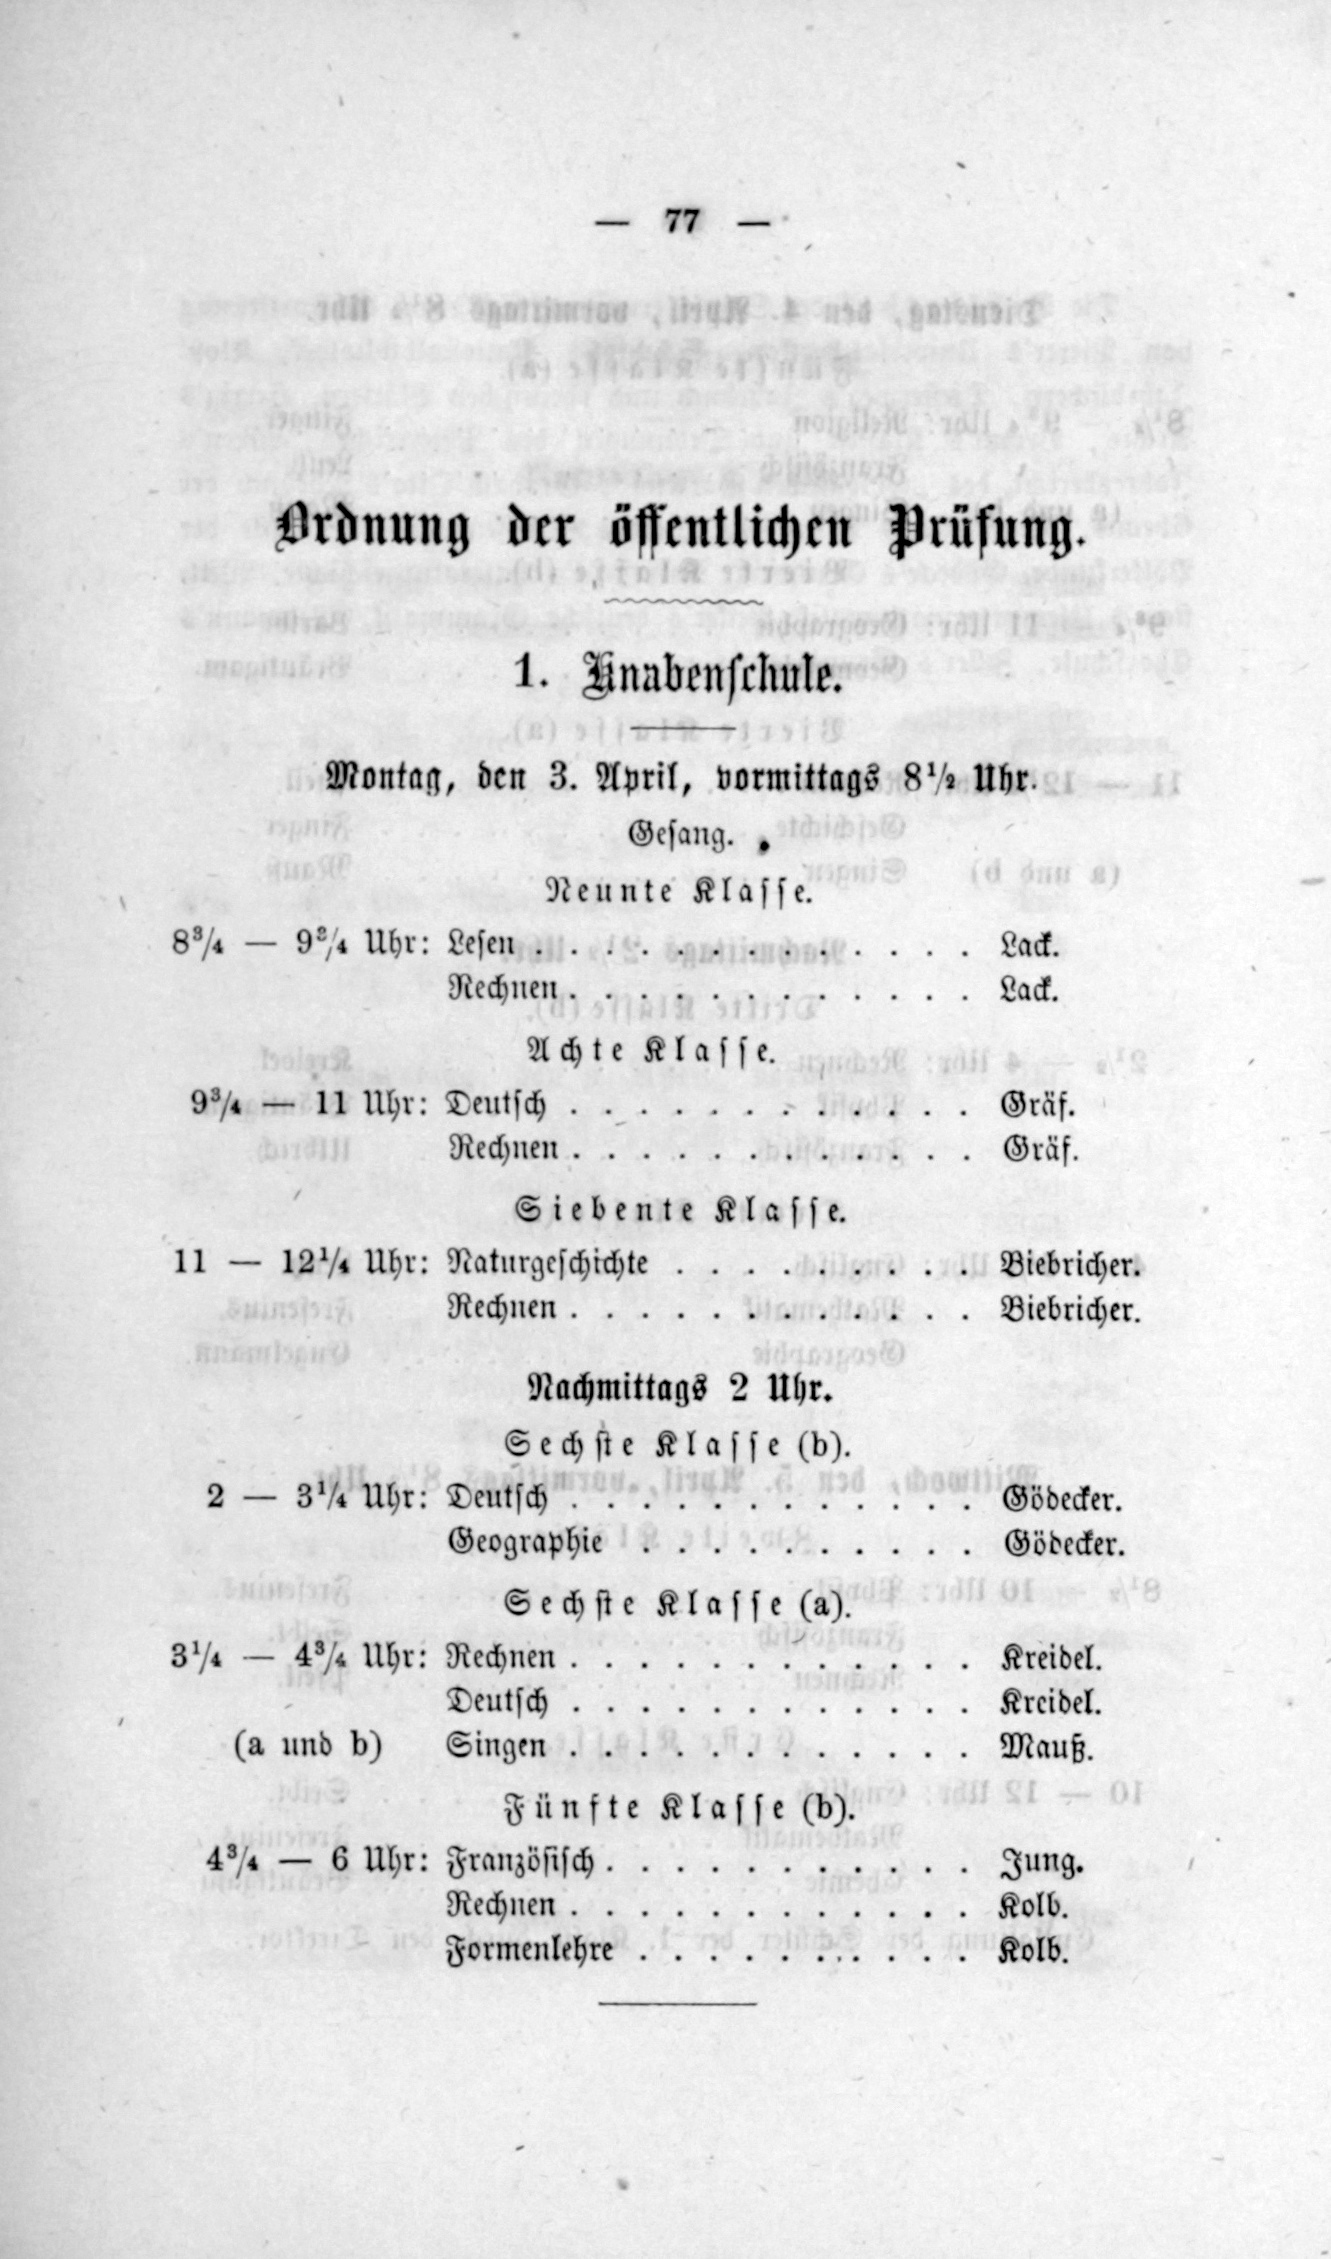 — 77 —
Ordnung der öffentlichen Prüfung.
1. Knabenschule.
Montag, den 3. April, vormittags 8½ Uhr.
Gesang.
Neunte Klasse.
8¾ — 9¾ Uhr: Lesen . . . . . . . . . . . . . Lack.
Rechnen . . . . . . . . . . . . Lack.
Achte Klasse.
9¾ — 11 Uhr: Deutsch . . . . . . . . . . . . Gräf.
Rechnen . . . . . . . . . . . . Gräf.
Siebente Klasse.
11 — 12¼ Uhr: Naturgeschichte . . . . . . . . . Biebricher.
Rechnen . . . . . . . . . . . . Biebricher.
Nachmittags 2 Uhr.
Sechste Klasse (b).
2 — 3¼ Uhr: Deutsch . . . . . . . . . . . . Gödecker.
Geographie . . . . . . . . . . Gödecker.
Sechste Klasse (a).
3¼ — 4¾ Uhr: Rechnen . . . . . . . . . . . . Kreidel.
Deutsch . . . . . . . . . . . . Kreidel.
(a und b) Singen . . . . . . . . . . . . Mauß.
Fünfte Klasse (b).
4¾ — 6 Uhr: Französisch . . . . . . . . . . . Jung.
Rechnen . . . . . . . . . . . . Kolb.
Formenlehre . . . . . . . . . . Kolb.